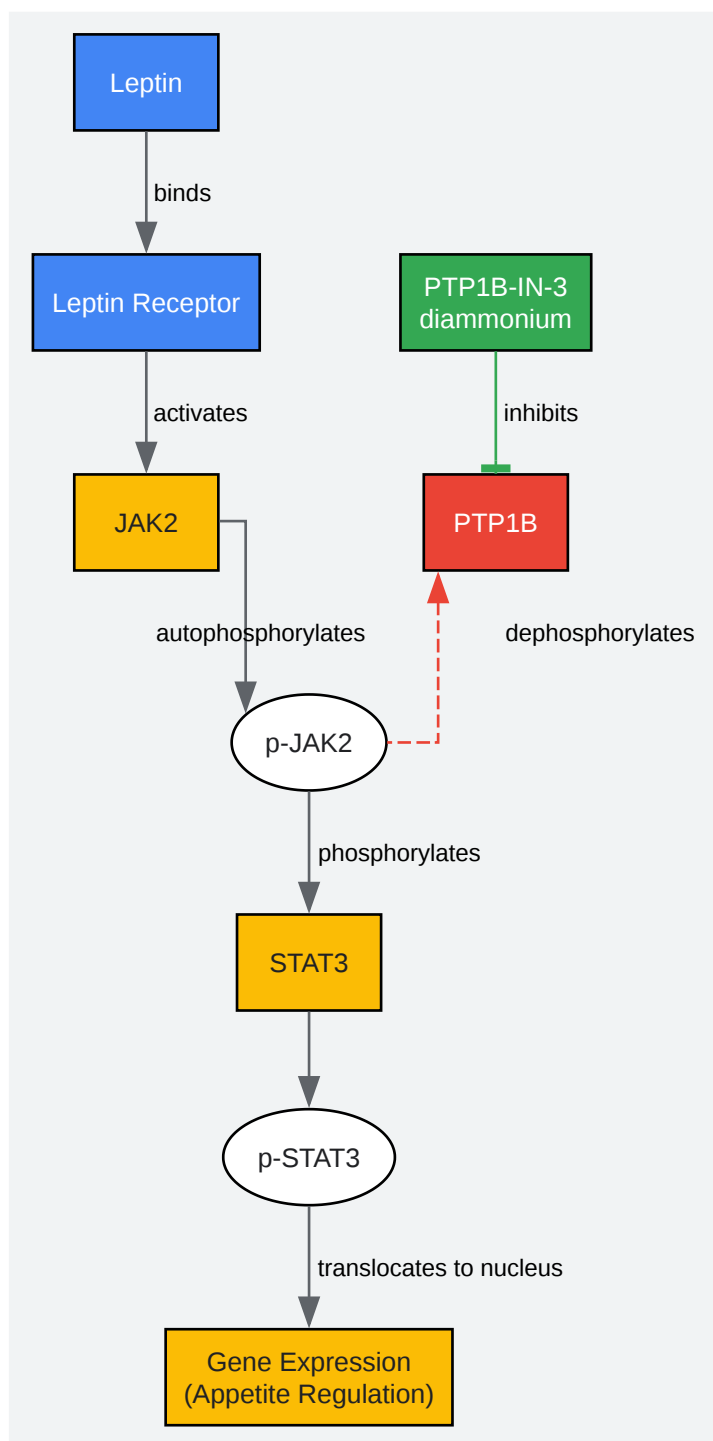 Leptin
binds
Leptin Receptor
PTP1B-IN-3
diammonium
activates
inhibits
JAK2
PTP1B
autophosphorylates
dephosphorylates
p-JAK2
phosphorylates
STAT3
p-STAT3
translocates to nucleus
Gene Expression
(Appetite Regulation)